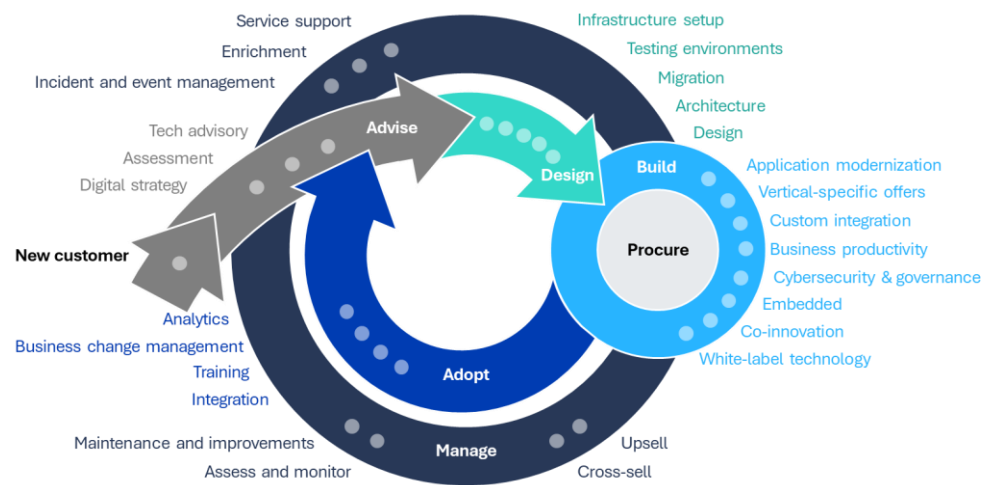 Service support
Enrichment
Incident and event management
Tech advisory
Assessment
Digital strategy
New customer
Analytics
Business change management
Training
Integration
Maintenance and improvements
Assess and monitor
Advise
Design
Build
Procure
Adopt
Manage
Infrastructure setup
Testing environments
Migration
Architecture
Design
Application modernization
Vertical-specific offers
Custom integration
Business productivity
Cybersecurity & governance
Embedded
Co-innovation
White-label technology
Upsell
Cross-sell